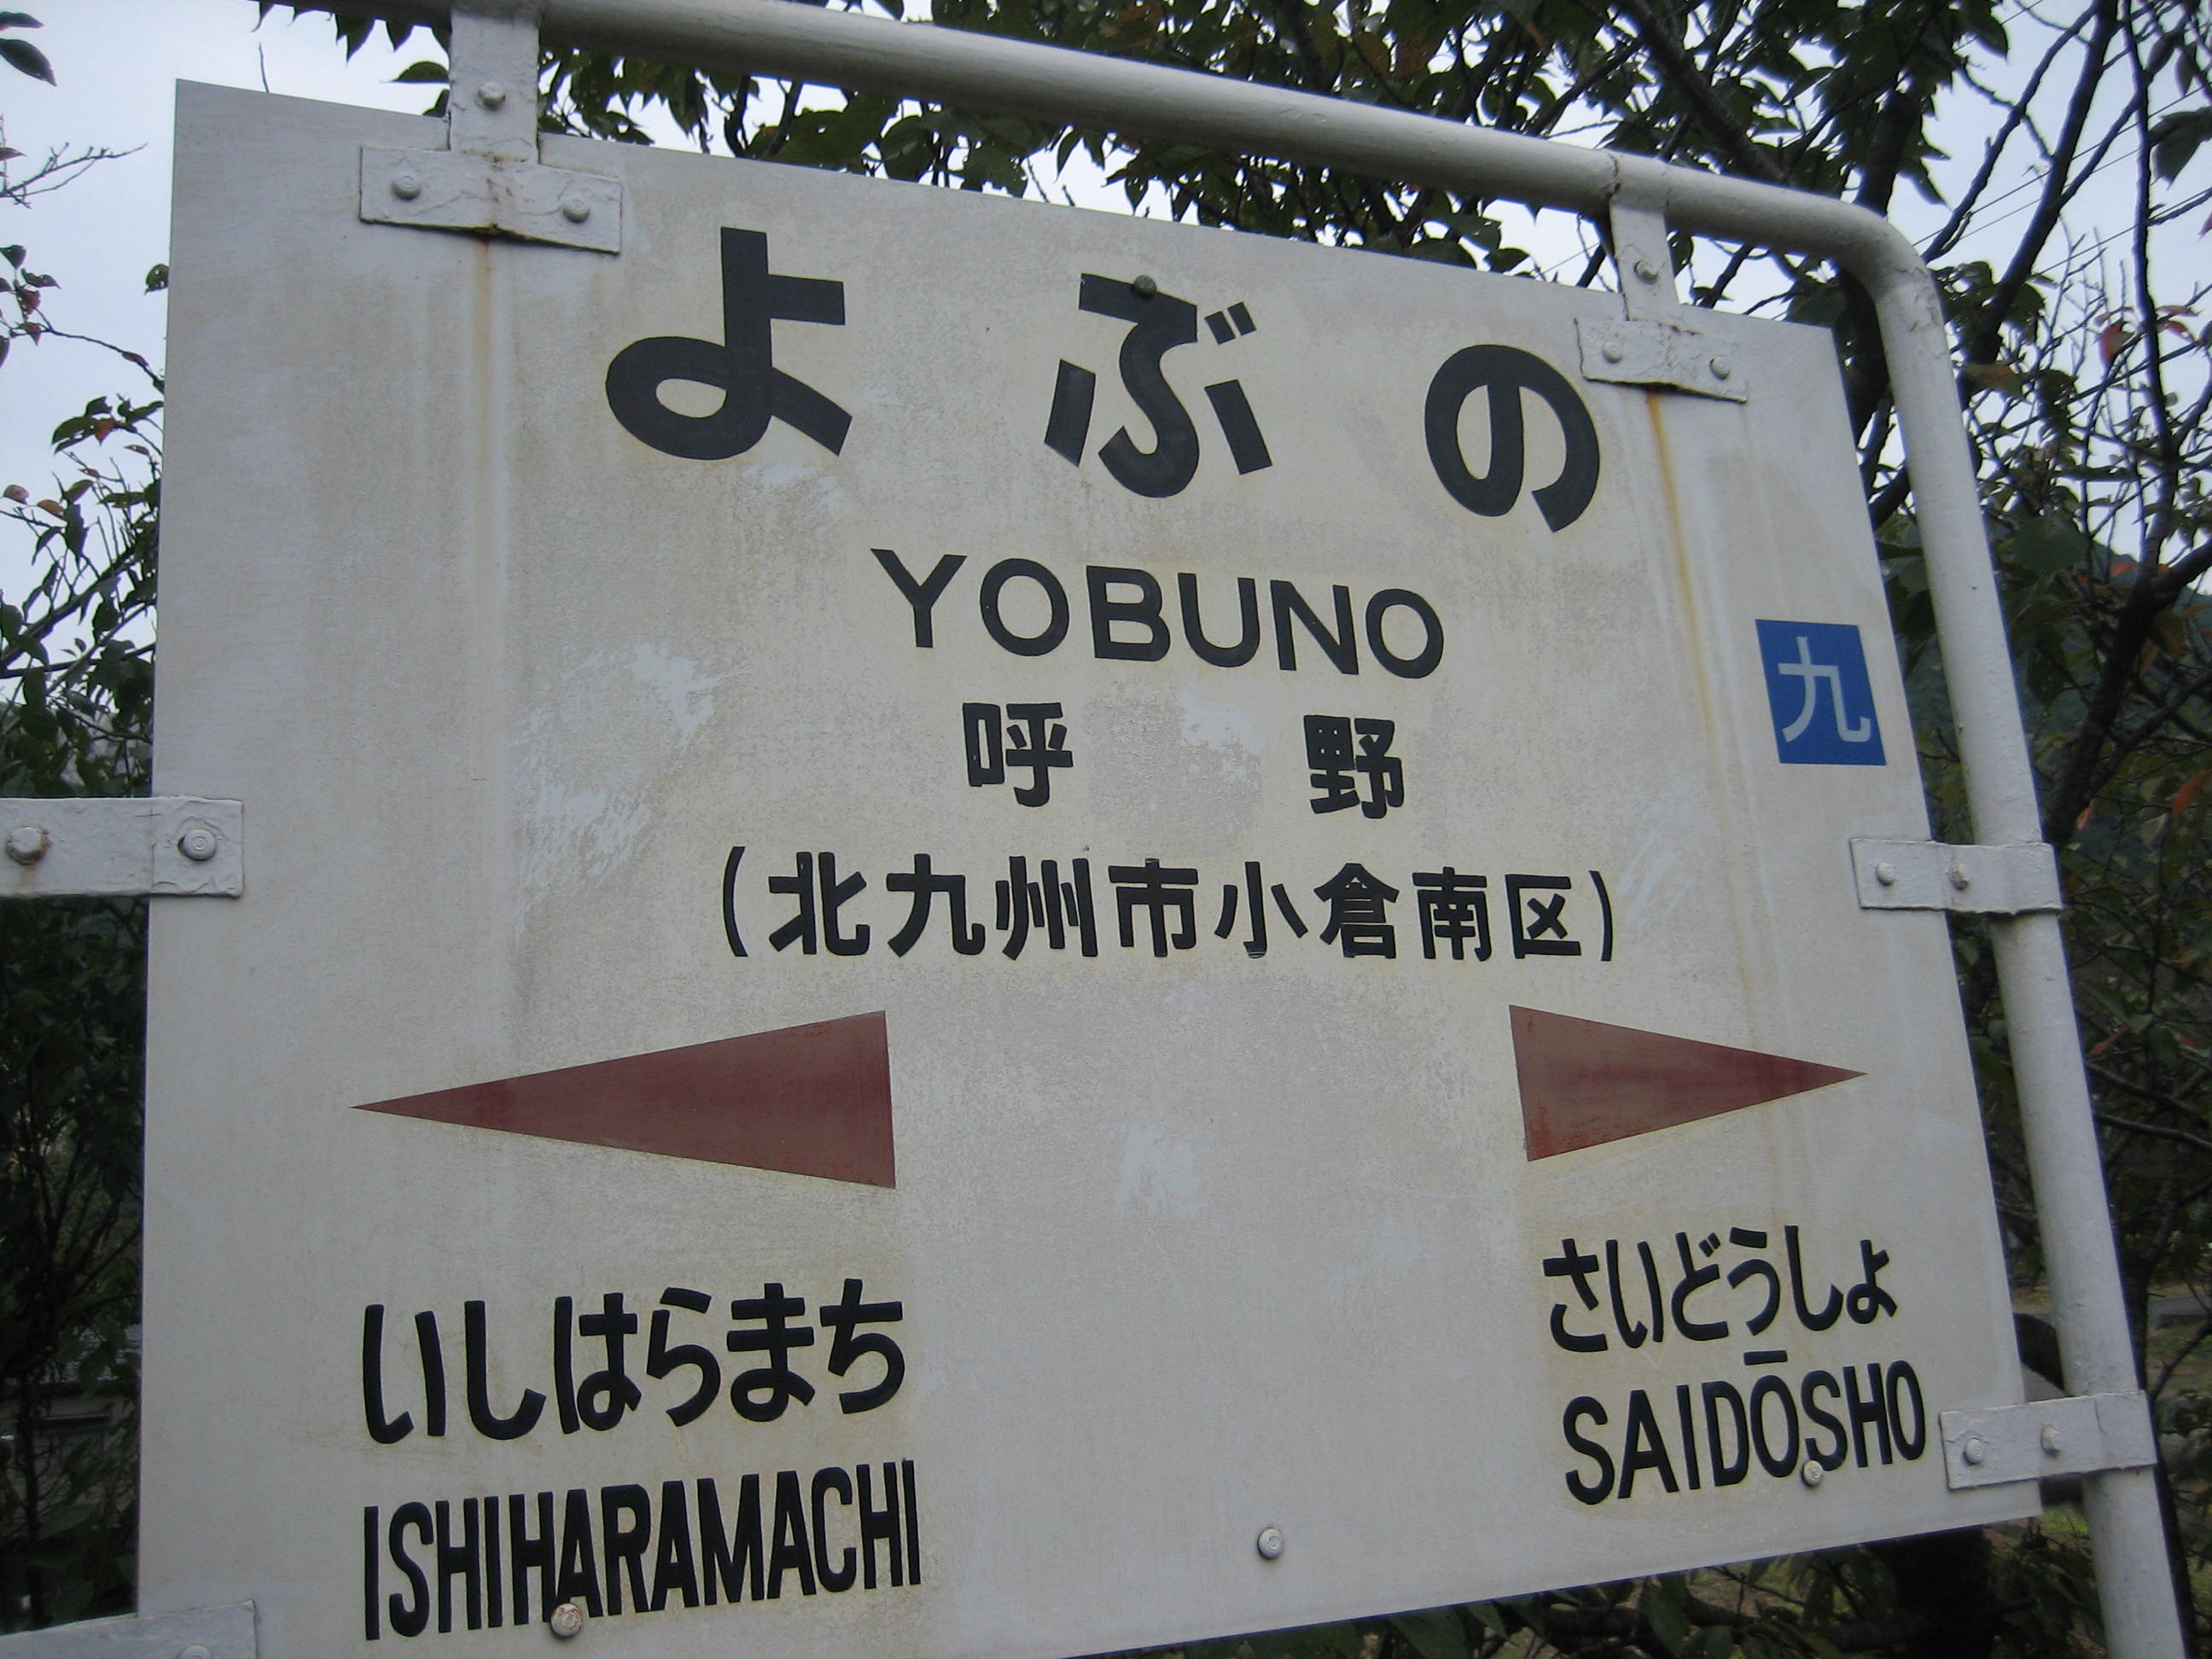 よぶの
YOBUNO
呼野
九
(北九州市小倉南区)
いしはらまち
さいどうしょ
ISHIHARAMACHI
SAIDŌSHO